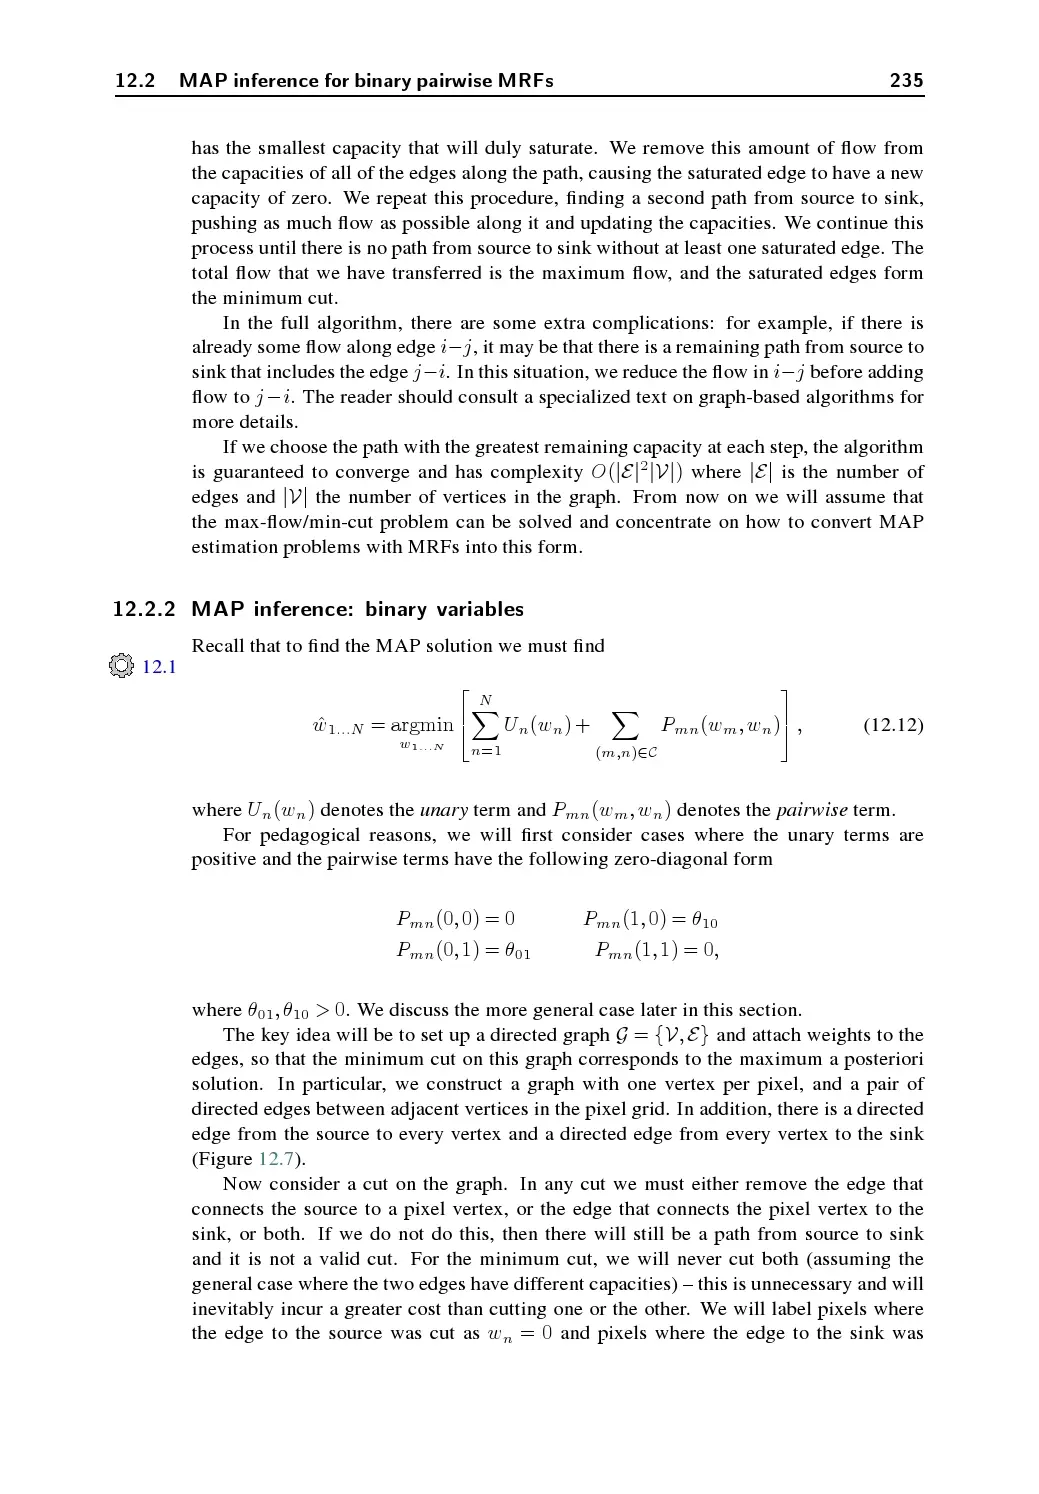 12.2 MAP inference for binary pairwise MRFs 235
has the smallest capacity that will duly saturate. We remove this amount of flow from
the capacities of all of the edges along the path, causing the saturated edge to have a new
capacity of zero. We repeat this procedure, finding a second path from source to sink,
pushing as much flow as possible along it and updating the capacities. We continue this
process until there is no path from source to sink without at least one saturated edge. The
total flow that we have transferred is the maximum flow, and the saturated edges form
the minimum cut.
In the full algorithm, there are some extra complications: for example, if there is
already some flow along edge i−j, it may be that there is a remaining path from source to
sink that includes the edge j−i. In this situation, we reduce the flow in i−j before adding
flow to j−i. The reader should consult a specialized text on graph-based algorithms for
more details.
If we choose the path with the greatest remaining capacity at each step, the algorithm
is guaranteed to converge and has complexity O(|ℰ|²|𝒱|) where |ℰ| is the number of
edges and |𝒱| the number of vertices in the graph. From now on we will assume that
the max-flow/min-cut problem can be solved and concentrate on how to convert MAP
estimation problems with MRFs into this form.
12.2.2 MAP inference: binary variables
Recall that to find the MAP solution we must find
12.1
ŵ_{1...N} = argmin_{w_{1...N}} [ ∑_{n=1}^{N} U_n(w_n) + ∑_{(m,n)∈𝒞} P_{mn}(w_m, w_n) ], (12.12)
where U_n(w_n) denotes the unary term and P_{mn}(w_m, w_n) denotes the pairwise term.
For pedagogical reasons, we will first consider cases where the unary terms are
positive and the pairwise terms have the following zero-diagonal form
P_{mn}(0,0) = 0 P_{mn}(1,0) = θ_{10}
P_{mn}(0,1) = θ_{01} P_{mn}(1,1) = 0,
where θ_{01}, θ_{10} > 0. We discuss the more general case later in this section.
The key idea will be to set up a directed graph 𝒢 = {𝒱, ℰ} and attach weights to the
edges, so that the minimum cut on this graph corresponds to the maximum a posteriori
solution. In particular, we construct a graph with one vertex per pixel, and a pair of
directed edges between adjacent vertices in the pixel grid. In addition, there is a directed
edge from the source to every vertex and a directed edge from every vertex to the sink
(Figure 12.7).
Now consider a cut on the graph. In any cut we must either remove the edge that
connects the source to a pixel vertex, or the edge that connects the pixel vertex to the
sink, or both. If we do not do this, then there will still be a path from source to sink
and it is not a valid cut. For the minimum cut, we will never cut both (assuming the
general case where the two edges have different capacities) – this is unnecessary and will
inevitably incur a greater cost than cutting one or the other. We will label pixels where
the edge to the source was cut as w_n = 0 and pixels where the edge to the sink was